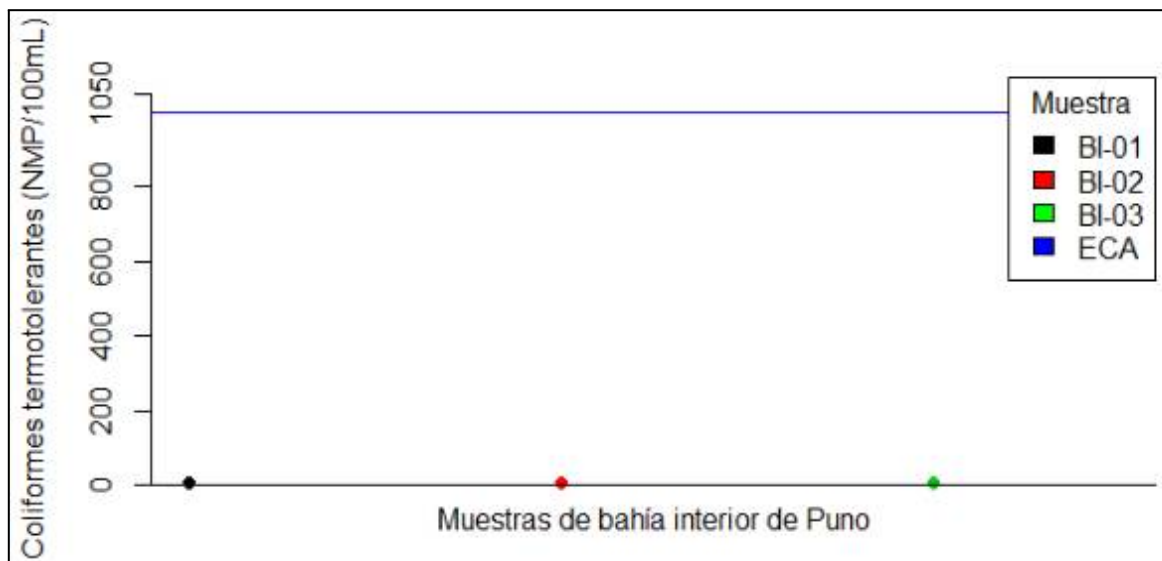 Coliformes termotolerantes (NMP/100mL)
1050
800
600
400
200
0
Muestra
BI-01
BI-02
BI-03
ECA
Muestras de bahía interior de Puno